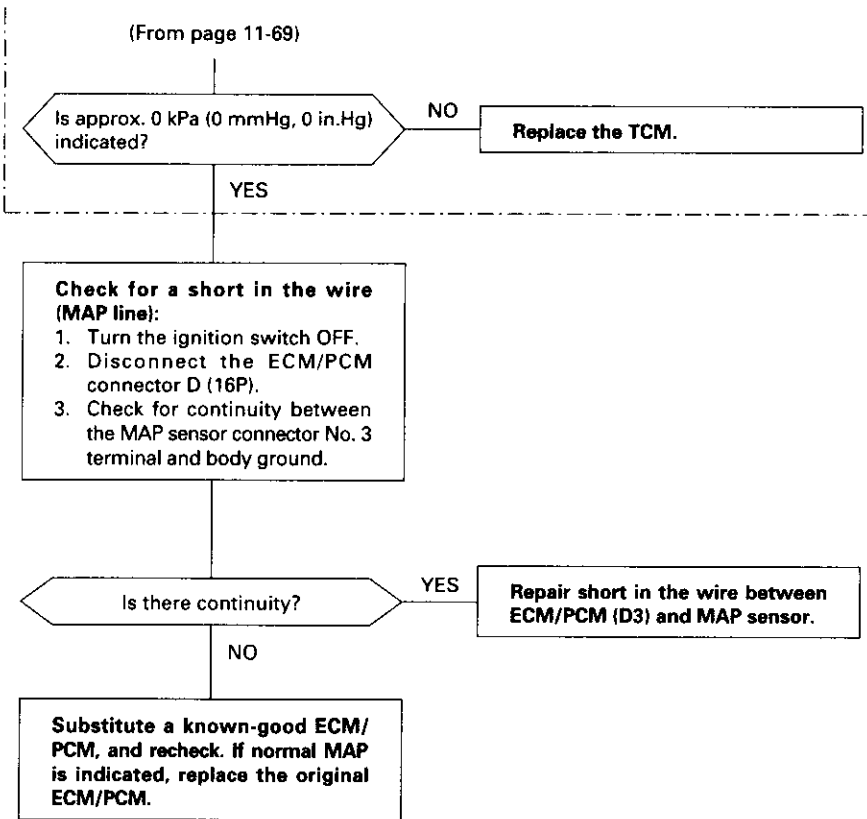 (From page 11-69)
Is approx. 0 kPa (0 mmHg, 0 in.Hg)
indicated?
NO
Replace the TCM.
YES
Check for a short in the wire
(MAP line):
1. Turn the ignition switch OFF.
2. Disconnect the ECM/PCM
connector D (16P).
3. Check for continuity between
the MAP sensor connector No. 3
terminal and body ground.
Is there continuity?
YES
Repair short in the wire between
ECM/PCM (D3) and MAP sensor.
NO
Substitute a known-good ECM/
PCM, and recheck. If normal MAP
is indicated, replace the original
ECM/PCM.